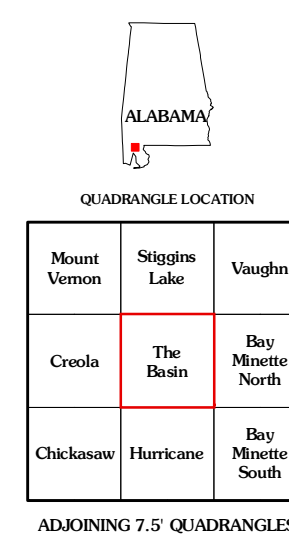 ALABAMA
QUADRANGLE LOCATION
Mount
Vernon
Stiggins
Lake
Vaughn
Creola
The
Basin
Bay
Minette
North
Chickasaw
Hurricane
Bay
Minette
South
ADJOINING 7.5' QUADRANGLES